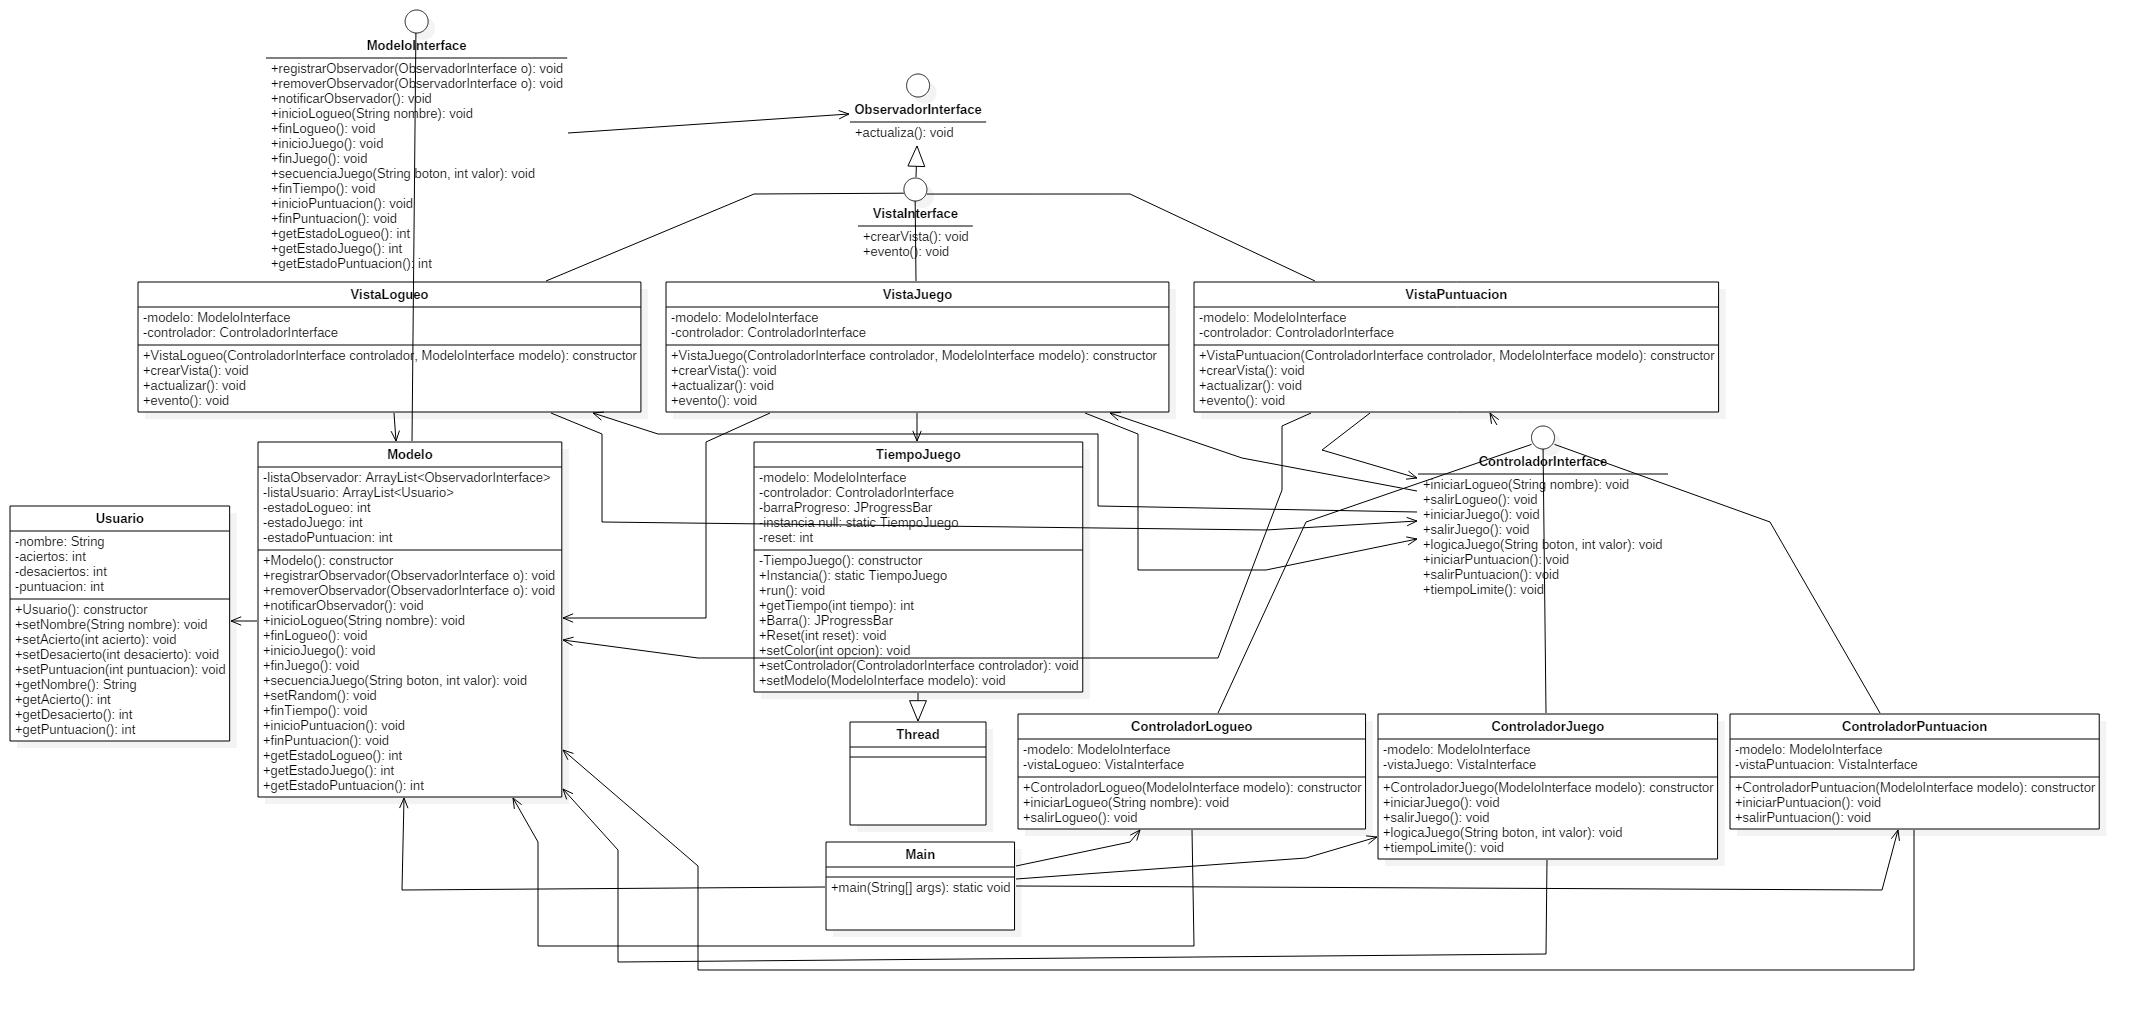 ModeloInterface
+registrarObservador(ObservadorInterface o): void
+removerObservador(ObservadorInterface o): void
+notificarObservador(): void
+inicioLogueo(String nombre): void
+finLogueo(): void
+inicioJuego(): void
+finJuego(): void
+secuenciaJuego(String boton, int valor): void
+finTiempo(): void
+inicioPuntuacion(): void
+finPuntuacion(): void
+getEstadoLogueo(): int
+getEstadoJuego(): int
+getEstadoPuntuacion(): int
ObservadorInterface
+actualiza(): void
VistaInterface
+crearVista(): void
+evento(): void
VistaLogueo
-modelo: ModeloInterface
-controlador: ControladorInterface
+VistaLogueo(ControladorInterface controlador, ModeloInterface modelo): constructor
+crearVista(): void
+actualizar(): void
+evento(): void
VistaJuego
-modelo: ModeloInterface
-controlador: ControladorInterface
+VistaJuego(ControladorInterface controlador, ModeloInterface modelo): constructor
+crearVista(): void
+actualizar(): void
+evento(): void
VistaPuntuacion
-modelo: ModeloInterface
-controlador: ControladorInterface
+VistaPuntuacion(ControladorInterface controlador, ModeloInterface modelo): constructor
+crearVista(): void
+actualizar(): void
+evento(): void
Usuario
-nombre: String
-aciertos: int
-desaciertos: int
-puntuacion: int
+Usuario(): constructor
+setNombre(String nombre): void
+setAcierto(int acierto): void
+setDesacierto(int desacierto): void
+setPuntuacion(int puntuacion): void
+getNombre(): String
+getAcierto(): int
+getDesacierto(): int
+getPuntuacion(): int
Modelo
-listaObservador: ArrayList<ObservadorInterface>
-listaUsuario: ArrayList<Usuario>
-estadoLogueo: int
-estadoJuego: int
-estadoPuntuacion: int
+Modelo(): constructor
+registrarObservador(ObservadorInterface o): void
+removerObservador(ObservadorInterface o): void
+notificarObservador(): void
+inicioLogueo(String nombre): void
+finLogueo(): void
+inicioJuego(): void
+finJuego(): void
+secuenciaJuego(String boton, int valor): void
+setRandom(): void
+finTiempo(): void
+inicioPuntuacion(): void
+finPuntuacion(): void
+getEstadoLogueo(): int
+getEstadoJuego(): int
+getEstadoPuntuacion(): int
TiempoJuego
-modelo: ModeloInterface
-controlador: ControladorInterface
-barraProgreso: JProgressBar
-instancia null: static TiempoJuego
-reset: int
-TiempoJuego(): constructor
+Instancia(): static TiempoJuego
+run(): void
+getTiempo(int tiempo): int
+Barra(): JProgressBar
+Reset(int reset): void
+setColor(int opcion): void
+setControlador(ControladorInterface controlador): void
+setModelo(ModeloInterface modelo): void
ControladorInterface
+iniciarLogueo(String nombre): void
+salirLogueo(): void
+iniciarJuego(): void
+salirJuego(): void
+logicaJuego(String boton, int valor): void
+iniciarPuntuacion(): void
+salirPuntuacion(): void
+tiempoLimite(): void
Thread
ControladorLogueo
-modelo: ModeloInterface
-vistaLogueo: VistaInterface
+ControladorLogueo(ModeloInterface modelo): constructor
+iniciarLogueo(String nombre): void
+salirLogueo(): void
ControladorJuego
-modelo: ModeloInterface
-vistaJuego: VistaInterface
+ControladorJuego(ModeloInterface modelo): constructor
+iniciarJuego(): void
+salirJuego(): void
+logicaJuego(String boton, int valor): void
+tiempoLimite(): void
ControladorPuntuacion
-modelo: ModeloInterface
-vistaPuntuacion: VistaInterface
+ControladorPuntuacion(ModeloInterface modelo): constructor
+iniciarPuntuacion(): void
+salirPuntuacion(): void
Main
+main(String[] args): static void